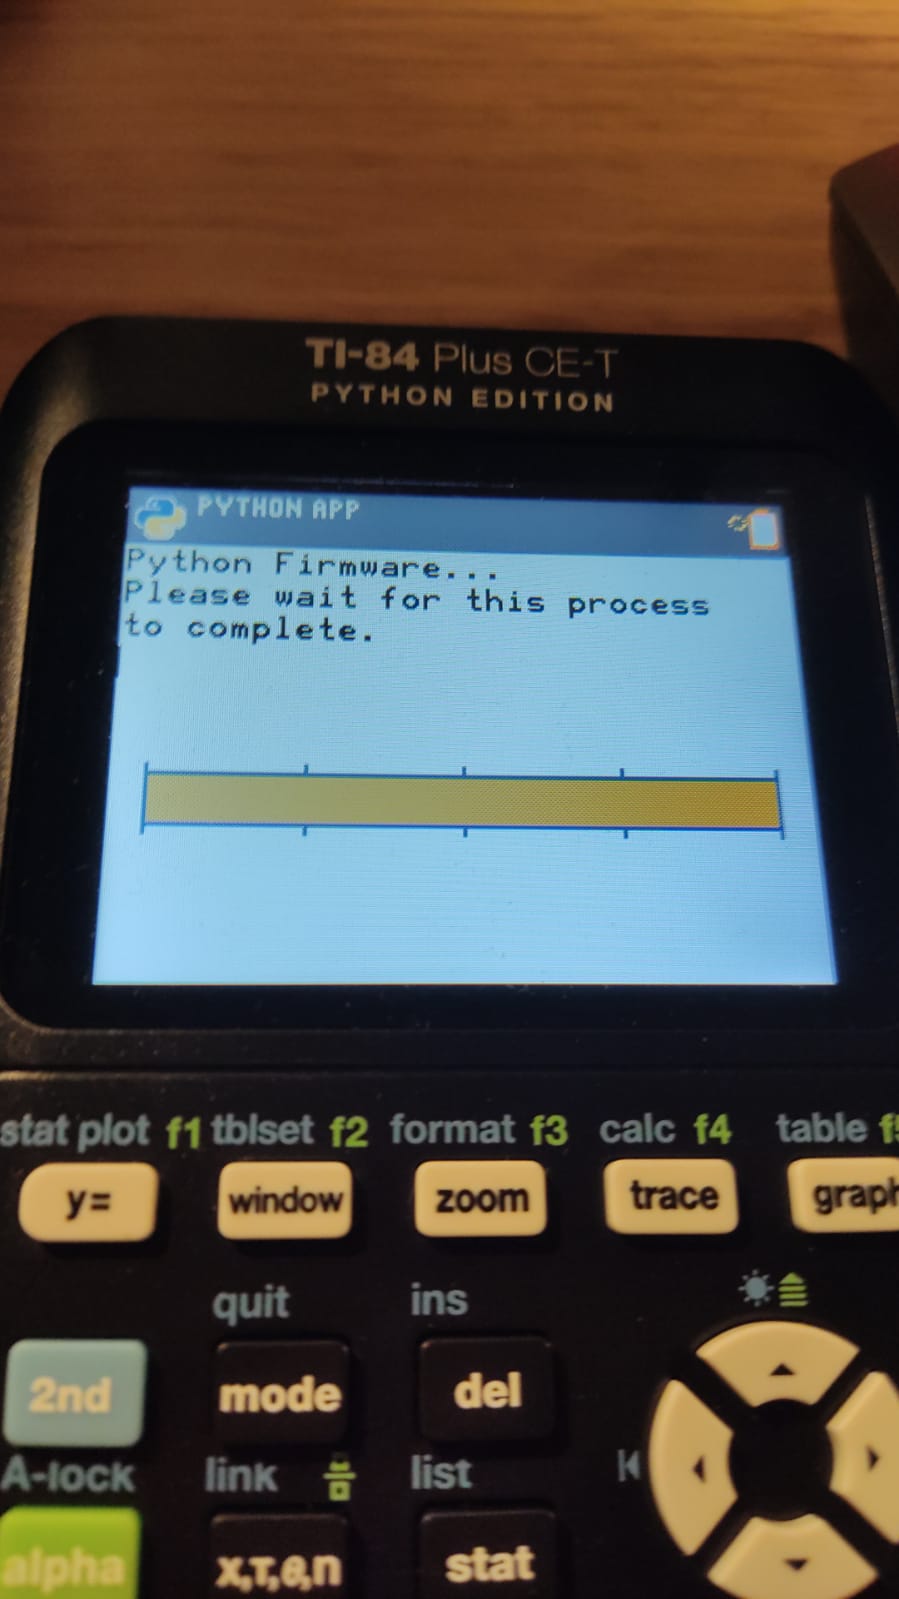 TI-84 Plus CE-T
PYTHON EDITION
PYTHON APP
Python Firmware...
Please wait for this process
to complete.
stat plot f1 tblset f2 format f3 calc f4 table
y= window zoom trace graph
quit ins
2nd mode del
A-lock link list
alpha X,T,θ,n stat